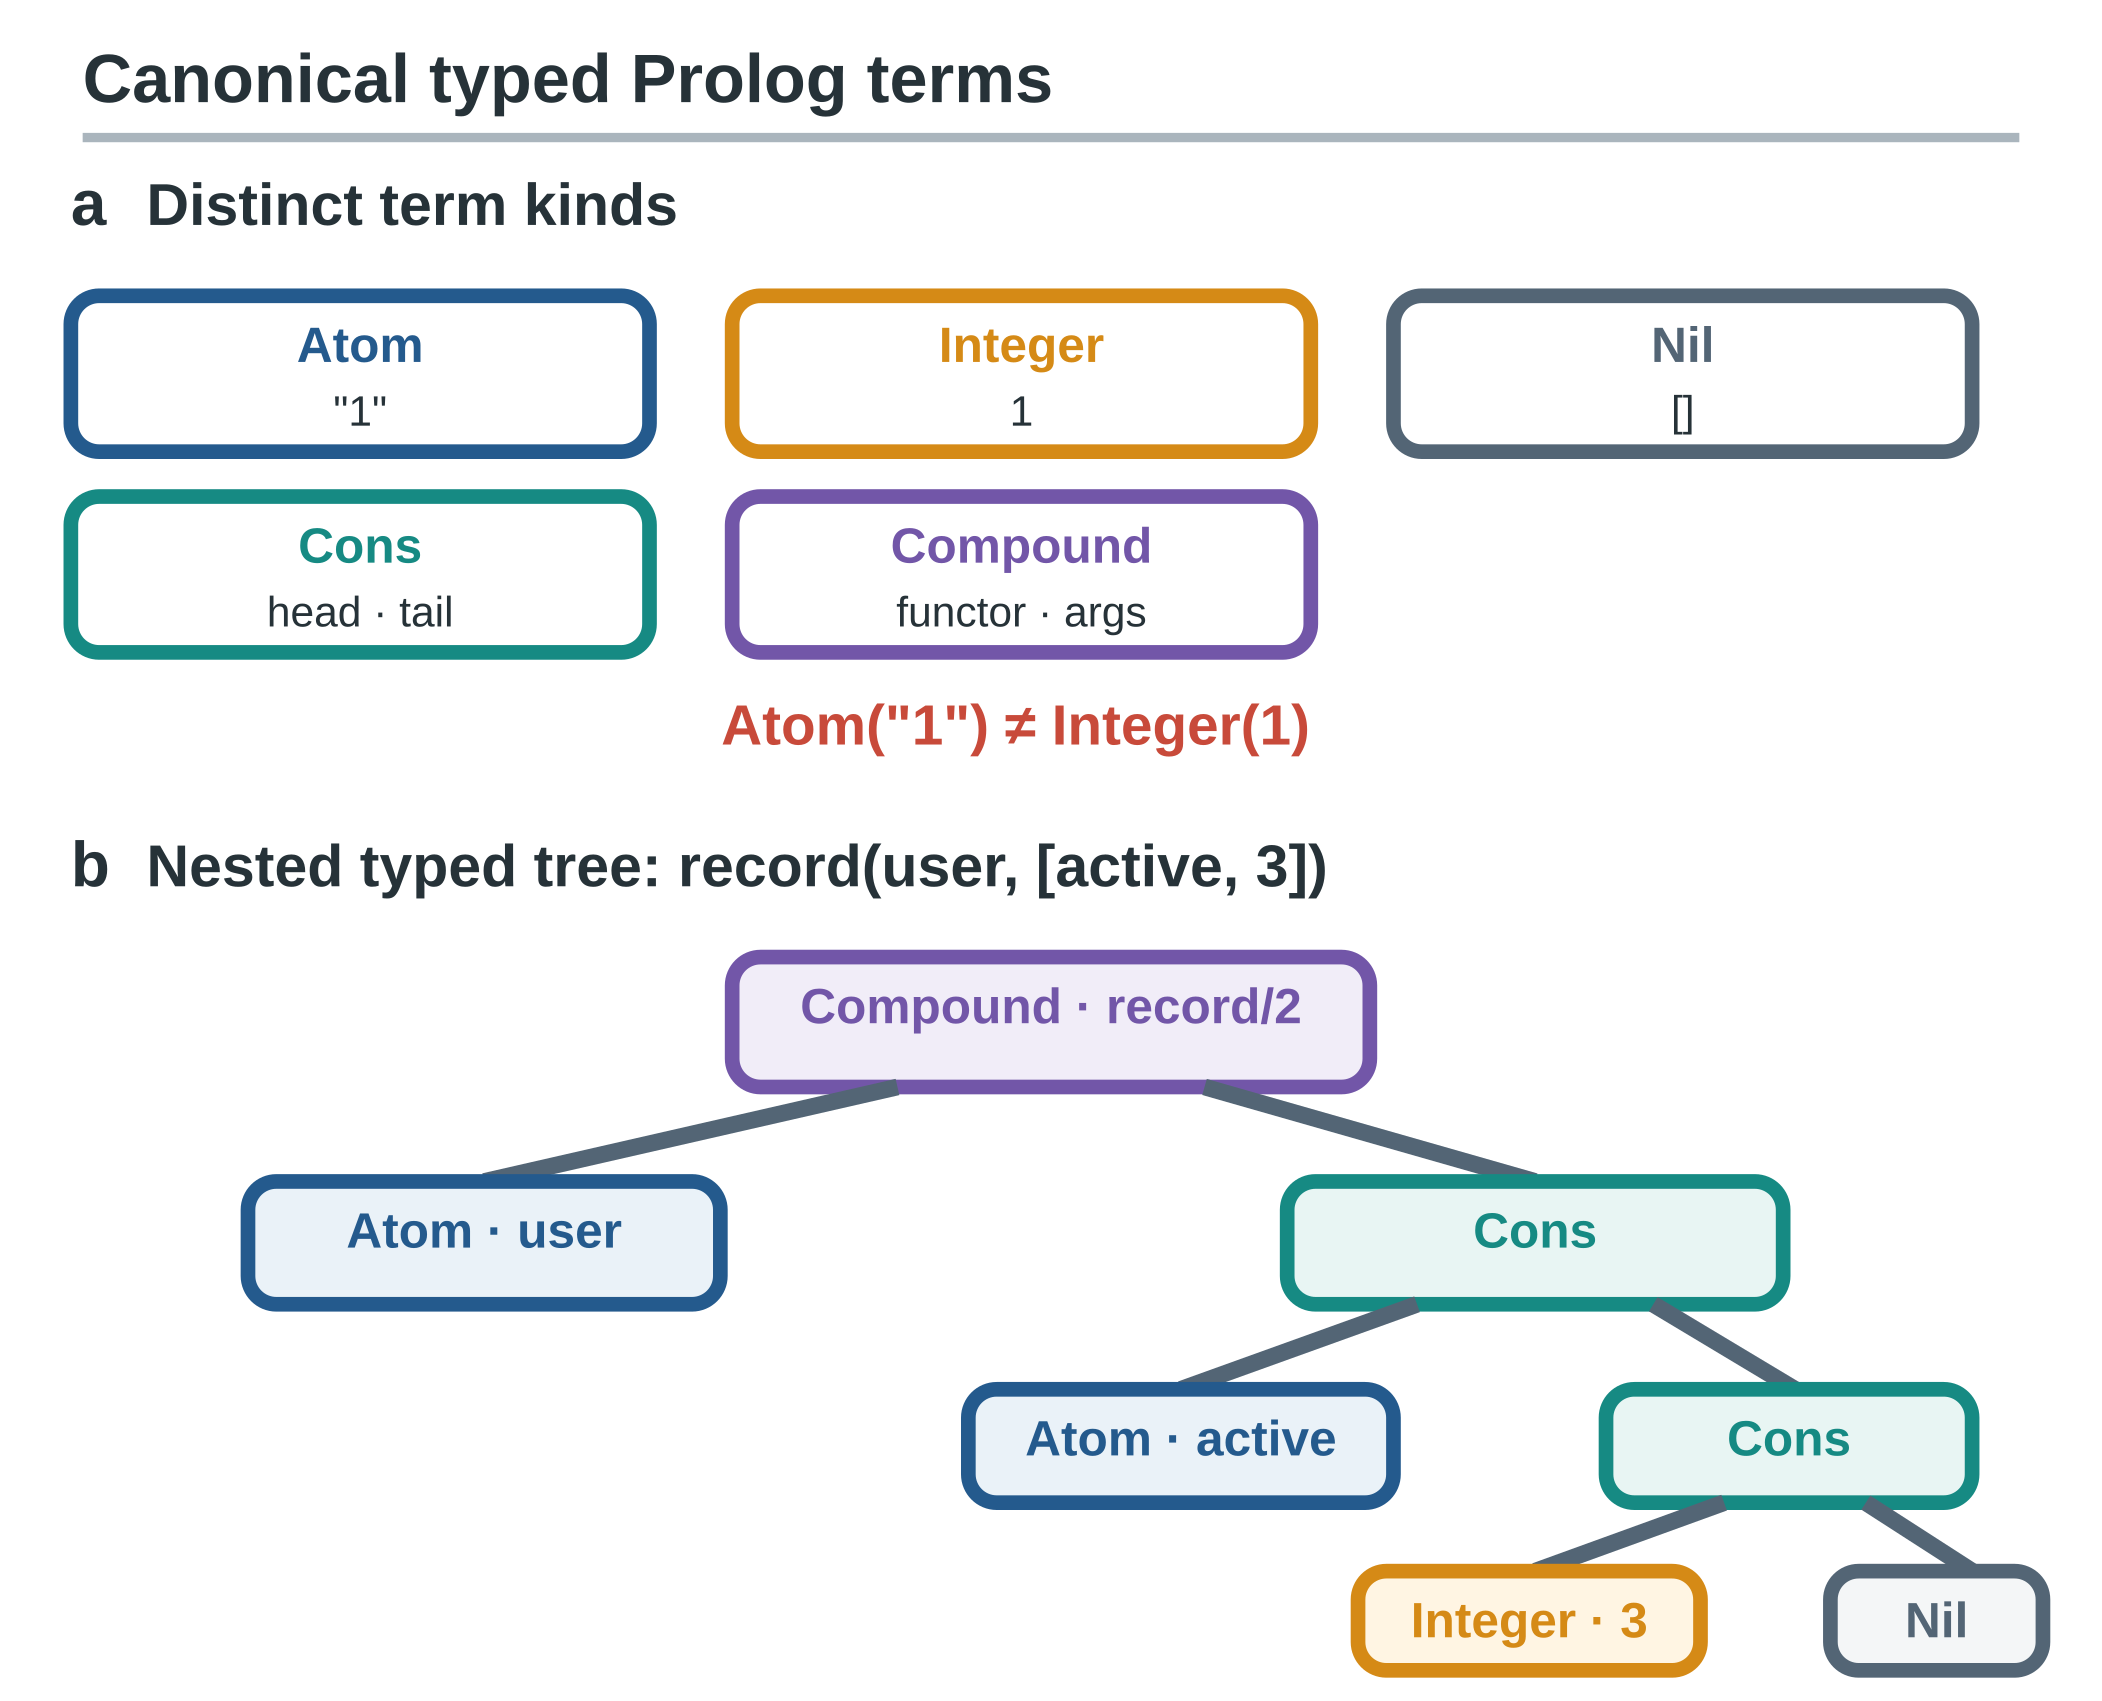 Canonical typed Prolog terms
a Distinct term kinds
Atom
"1"
Integer
1
Nil
[]
Cons
head · tail
Compound
functor · args
Atom("1") ≠ Integer(1)
b Nested typed tree: record(user, [active, 3])
Compound · record/2
Atom · user
Cons
Atom · active
Cons
Integer · 3
Nil